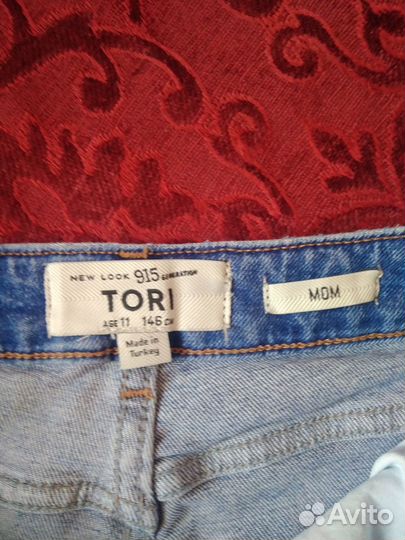 NEW LOOK 915 GENERATION
TORI
AGE 11 146 CM
Made in
Turkey
MOM
Avito